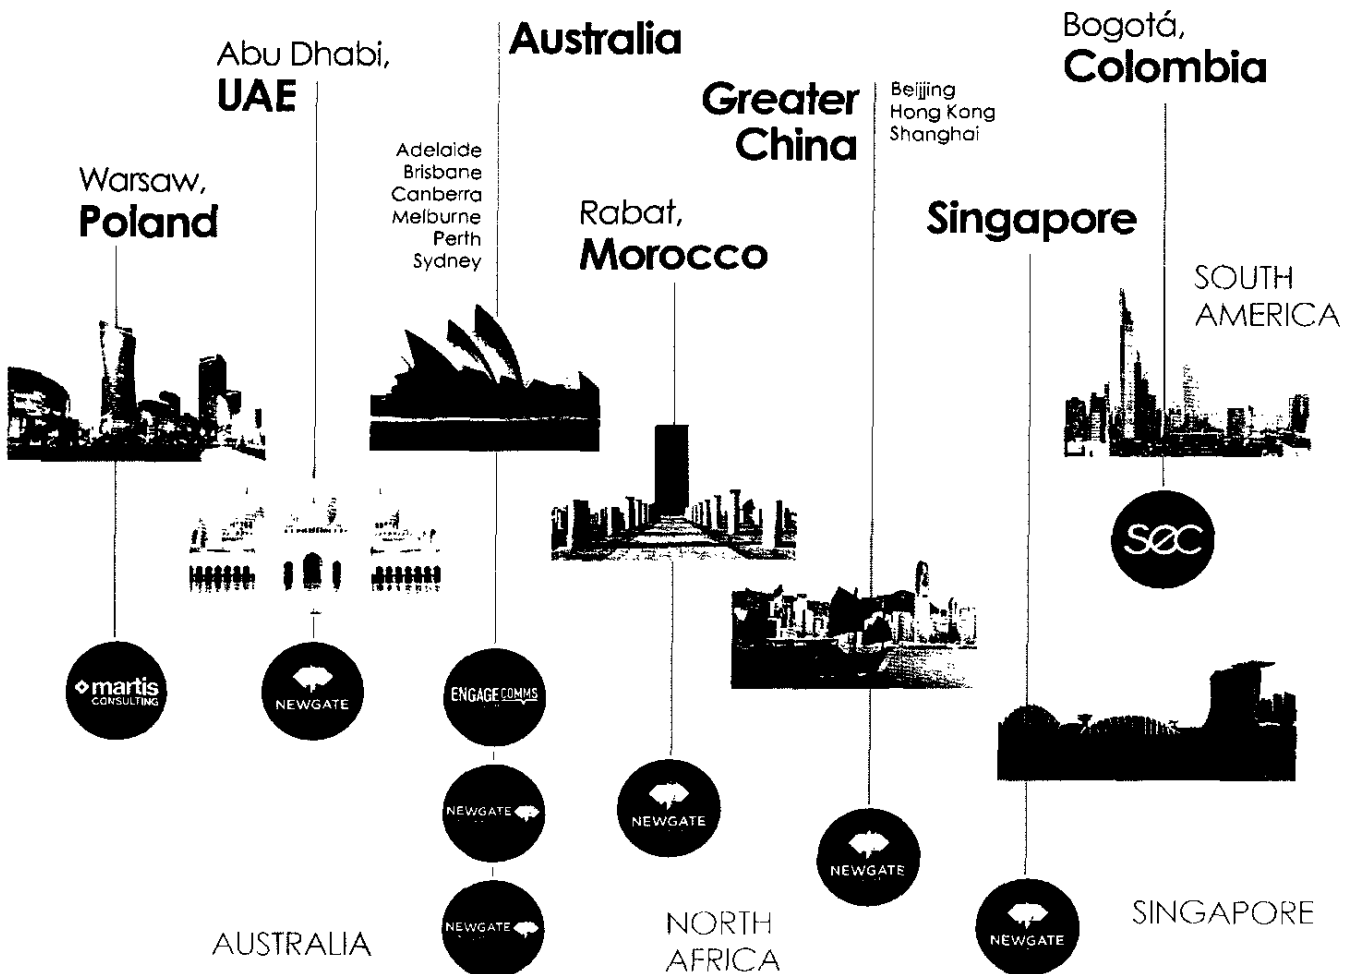 Warsaw,
Poland
martis
CONSULTING
Abu Dhabi,
UAE
NEWGATE
Australia
Adelaide
Brisbane
Canberra
Melburne
Perth
Sydney
ENGAGE COMMS
NEWGATE
NEWGATE
AUSTRALIA
Rabat,
Morocco
NEWGATE
NORTH
AFRICA
Greater
China
Beijjing
Hong Kong
Shanghai
NEWGATE
Singapore
NEWGATE
SINGAPORE
Bogotá,
Colombia
SOUTH
AMERICA
SEC